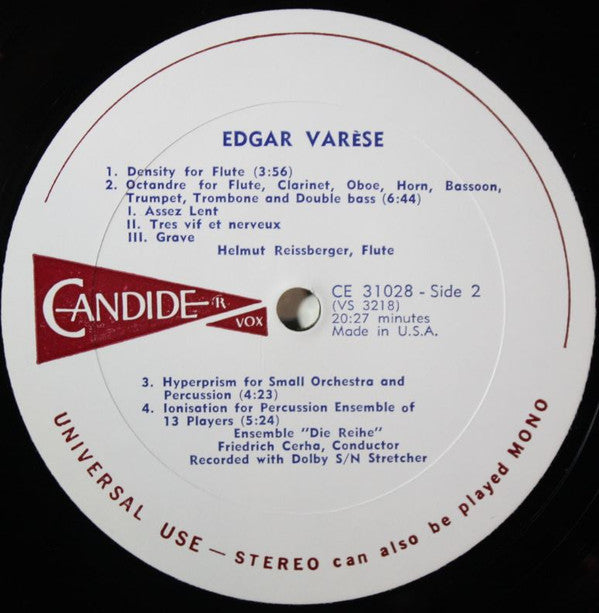 EDGAR VARÈSE
1. Density for Flute (3:56)
2. Octandre for Flute, Clarinet, Oboe, Horn, Bassoon,
Trumpet, Trombone and Double bass (6:44)
I. Assez Lent
II. Tres vif et nerveux
III. Grave
Helmut Reissberger, Flute
CANDIDE R
VOX
CE 31028 - Side 2
(VS 3218)
20:27 minutes
Made in U.S.A.
3. Hyperprism for Small Orchestra and
Percussion (4:23)
4. Ionisation for Percussion Ensemble of
13 Players (5:24)
Ensemble "Die Reihe"
Friedrich Cerha, Conductor
Recorded with Dolby S/N Stretcher
UNIVERSAL USE — STEREO can also be played MONO